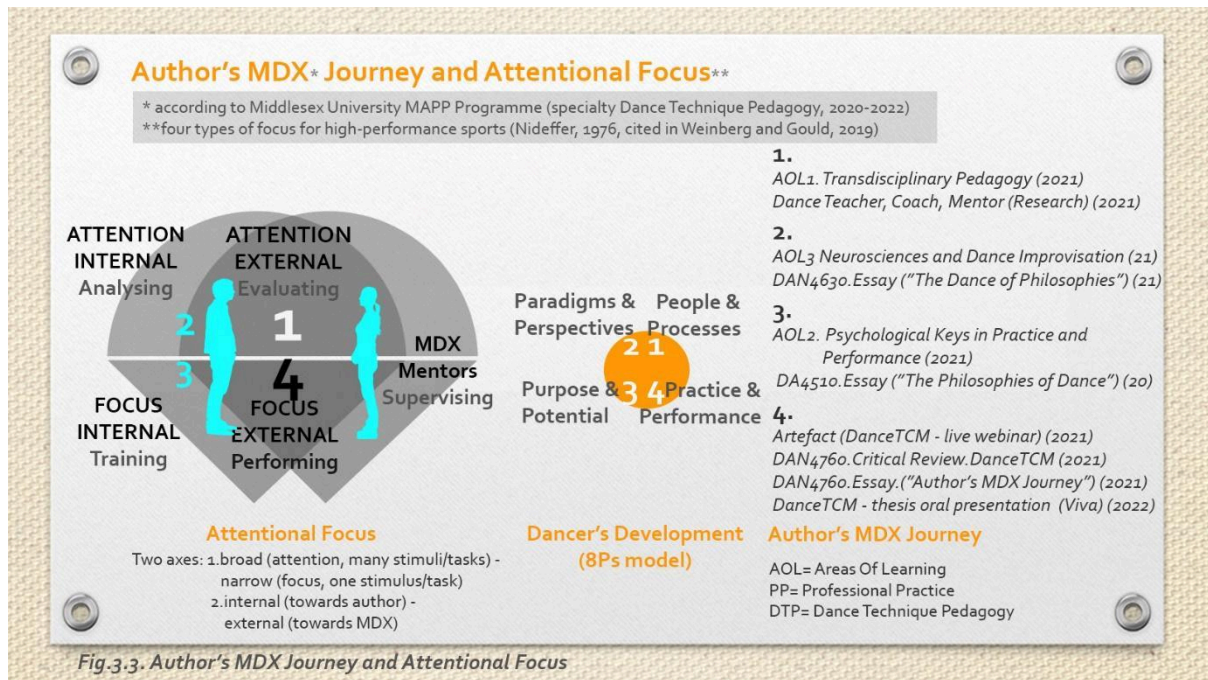 Author's MDX* Journey and Attentional Focus**
* according to Middlesex University MAPP Programme (specialty Dance Technique Pedagogy, 2020-2022)
**four types of focus for high-performance sports (Nideffer, 1976, cited in Weinberg and Gould, 2019)
ATTENTION
INTERNAL
Analysing
ATTENTION
EXTERNAL
Evaluating
2
1
3
4
FOCUS
INTERNAL
Training
FOCUS
EXTERNAL
Performing
MDX
Mentors
Supervising
Attentional Focus
Two axes: 1.broad (attention, many stimuli/tasks) -
narrow (focus, one stimulus/task)
2.internal (towards author) -
external (towards MDX)
Paradigms &
Perspectives
People &
Processes
2 1
3 4
Purpose &
Potential
Practice &
Performance
Dancer's Development
(8Ps model)
1.
AOL1. Transdisciplinary Pedagogy (2021)
Dance Teacher, Coach, Mentor (Research) (2021)
2.
AOL3 Neurosciences and Dance Improvisation (21)
DAN4630.Essay ("The Dance of Philosophies") (21)
3.
AOL2. Psychological Keys in Practice and
Performance (2021)
DA4510.Essay ("The Philosophies of Dance") (20)
4.
Artefact (DanceTCM - live webinar) (2021)
DAN4760.Critical Review.DanceTCM (2021)
DAN4760.Essay.("Author's MDX Journey") (2021)
DanceTCM - thesis oral presentation (Viva) (2022)
Author's MDX Journey
AOL= Areas Of Learning
PP= Professional Practice
DTP= Dance Technique Pedagogy
Fig.3.3. Author's MDX Journey and Attentional Focus